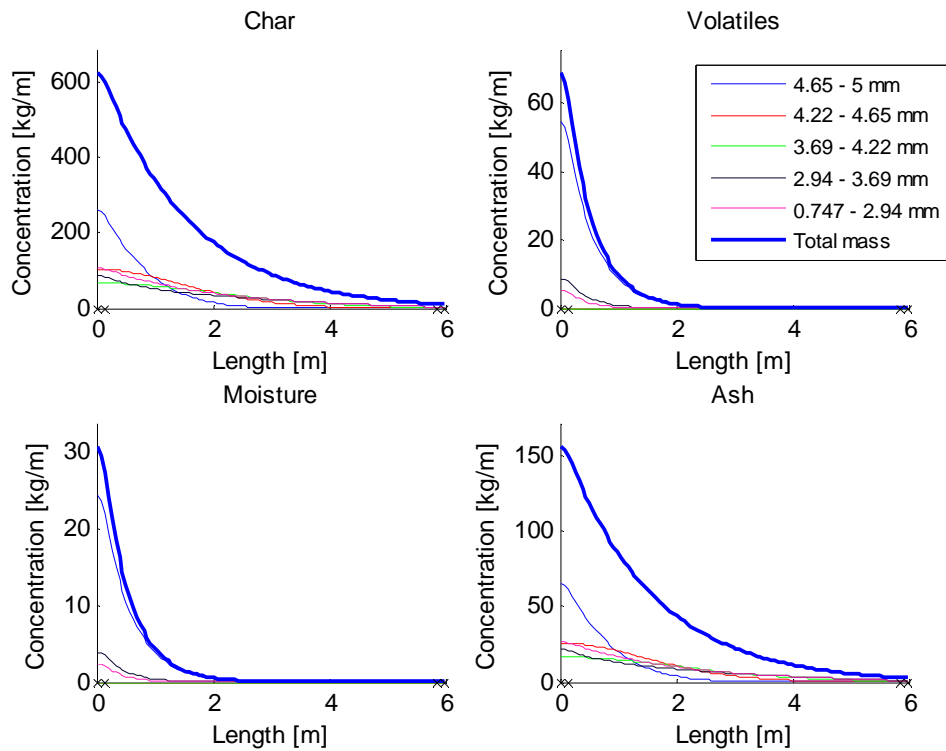 Char
Concentration [kg/m]
600
400
200
0
0 2 4 6
Length [m]
Volatiles
Concentration [kg/m]
60
40
20
0
0 2 4 6
Length [m]
4.65 - 5 mm
4.22 - 4.65 mm
3.69 - 4.22 mm
2.94 - 3.69 mm
0.747 - 2.94 mm
Total mass
Moisture
Concentration [kg/m]
30
20
10
0
0 2 4 6
Length [m]
Ash
Concentration [kg/m]
150
100
50
0
0 2 4 6
Length [m]